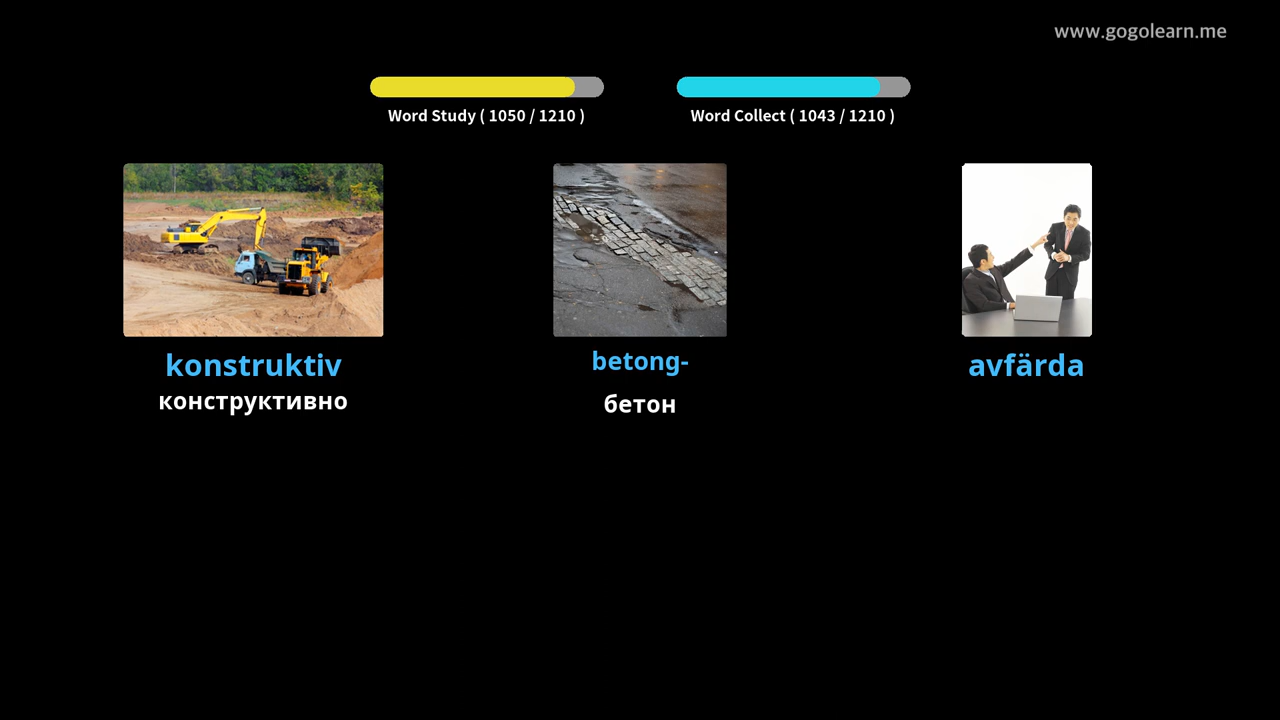 www.gogolearn.me
Word Study ( 1050 / 1210 )
Word Collect ( 1043 / 1210 )
konstruktiv
конструктивно
betong-
бетон
avfärda